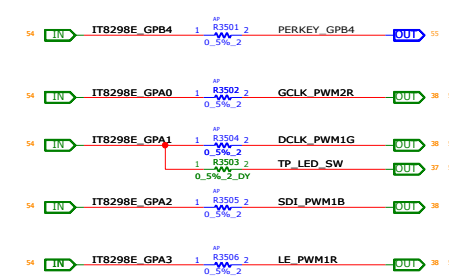 AP
54 IN IT8298E_GPB4 1 R3501 2 PERKEY_GPB4 OUT 55
0_5%_2
AP
54 IN IT8298E_GPA0 1 R3502 2 GCLK_PWM2R OUT 38
0_5%_2
AP
54 IN IT8298E_GPA1 1 R3504 2 DCLK_PWM1G OUT 38
0_5%_2
1 R3503 2 TP_LED_SW OUT 37
0_5%_2_DY
AP
54 IN IT8298E_GPA2 1 R3505 2 SDI_PWM1B OUT 38
0_5%_2
AP
54 IN IT8298E_GPA3 1 R3506 2 LE_PWM1R OUT 38
0_5%_2